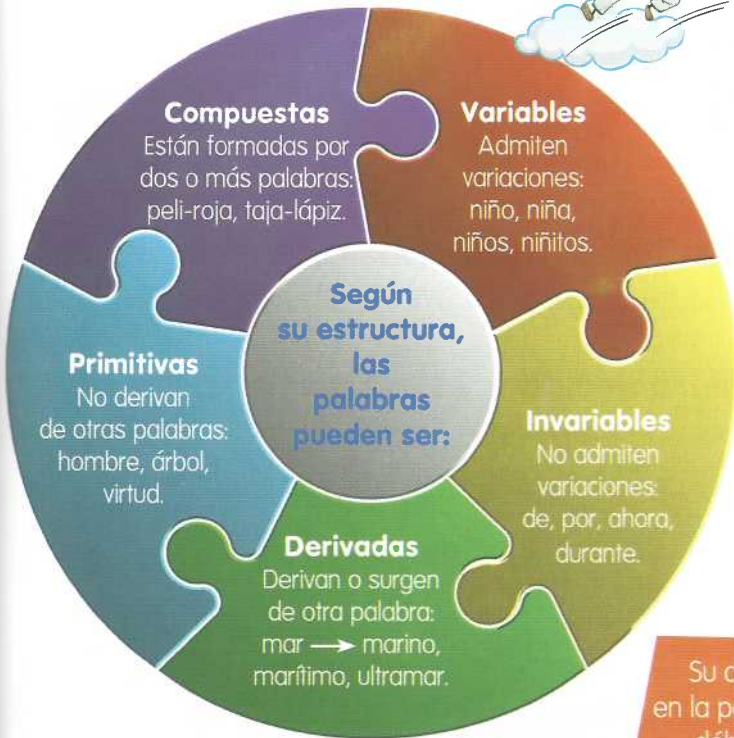 Compuestas
Están formadas por
dos o más palabras:
peli-roja, taja-lápiz.
Variables
Admiten
variaciones:
niño, niña,
niños, niñitos.
Según
su estructura,
las
palabras
pueden ser:
Primitivas
No derivan
de otras palabras:
hombre, árbol,
virtud.
Invariables
No admiten
variaciones:
de, por, ahora,
durante.
Derivadas
Derivan o surgen
de otra palabra:
mar → marino,
marítimo, ultramar.
Su
en la